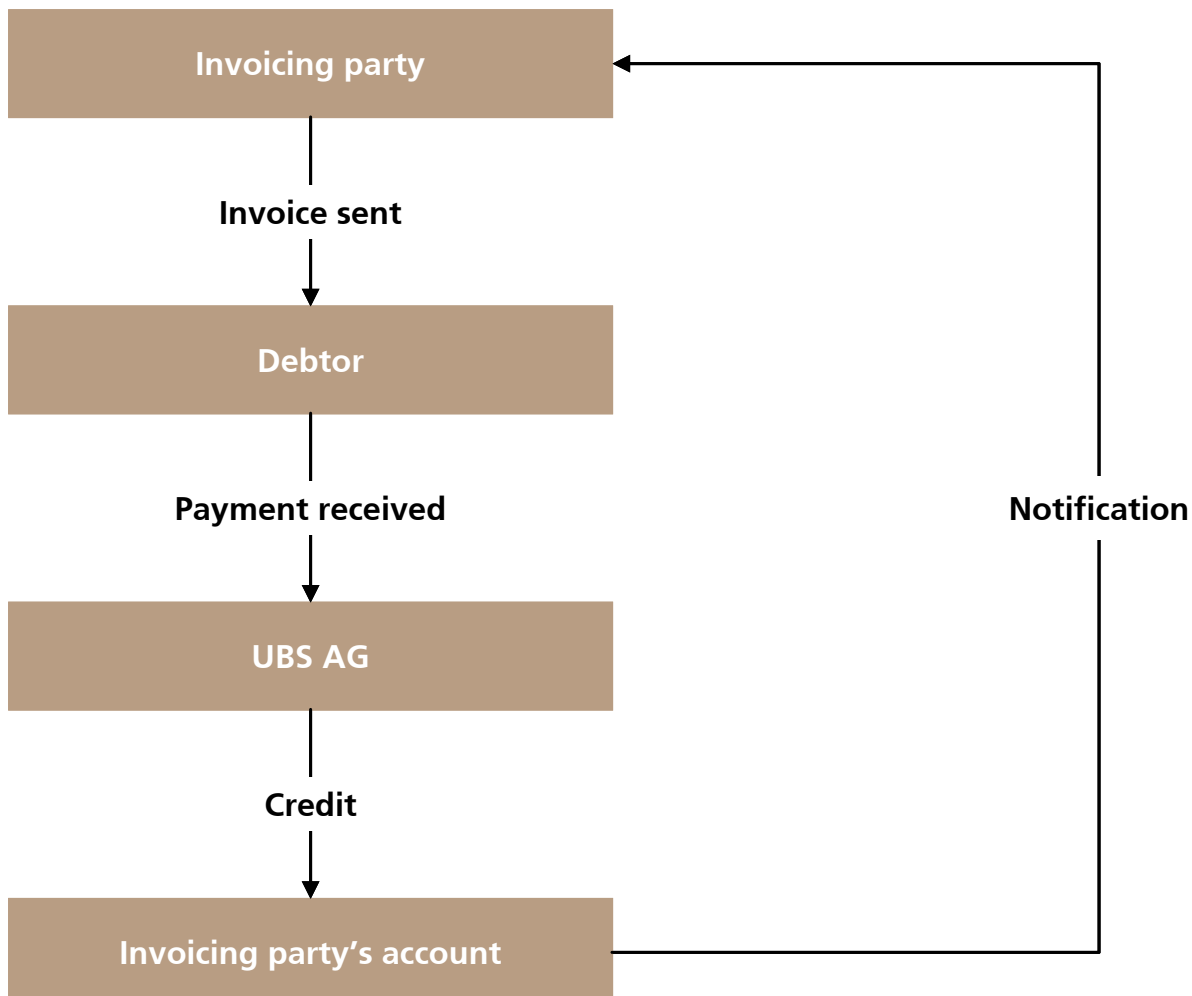 Invoicing party
Invoice sent
Debtor
Payment received
Notification
UBS AG
Credit
Invoicing party’s account